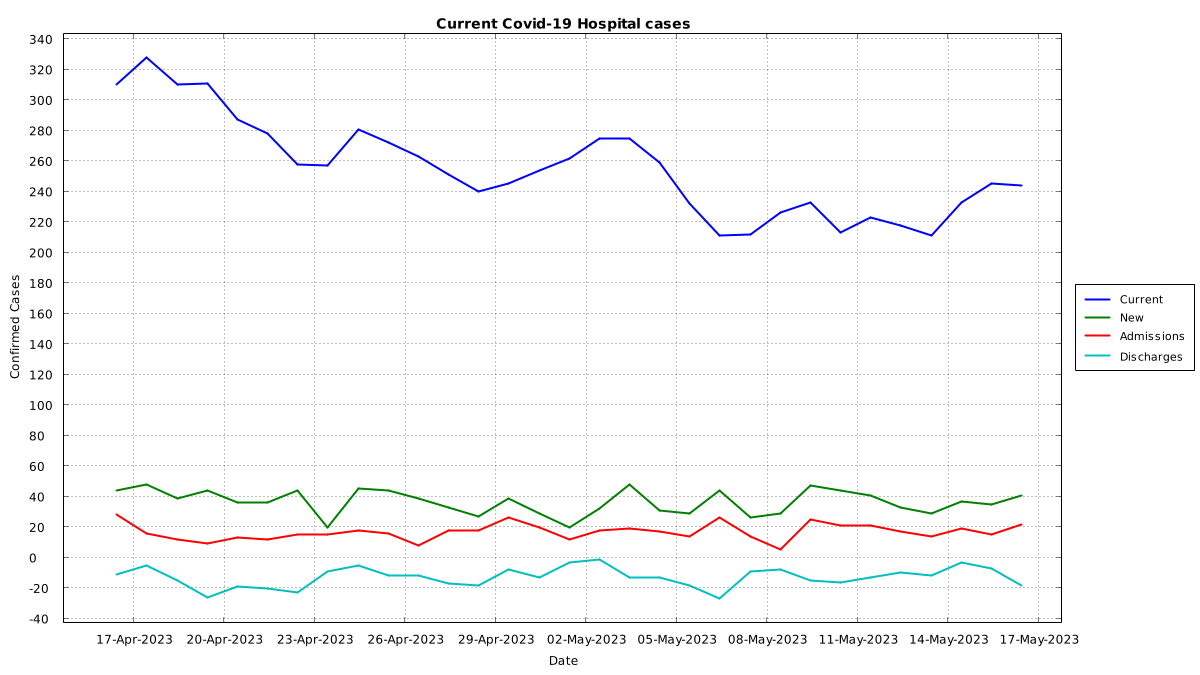 Current Covid-19 Hospital cases
340
320
300
280
260
240
220
200
180
160
140
120
100
80
60
40
20
0
-20
-40
Confirmed Cases
17-Apr-2023 20-Apr-2023 23-Apr-2023 26-Apr-2023 29-Apr-2023 02-May-2023 05-May-2023 08-May-2023 11-May-2023 14-May-2023 17-May-2023
Date
Current
New
Admissions
Discharges